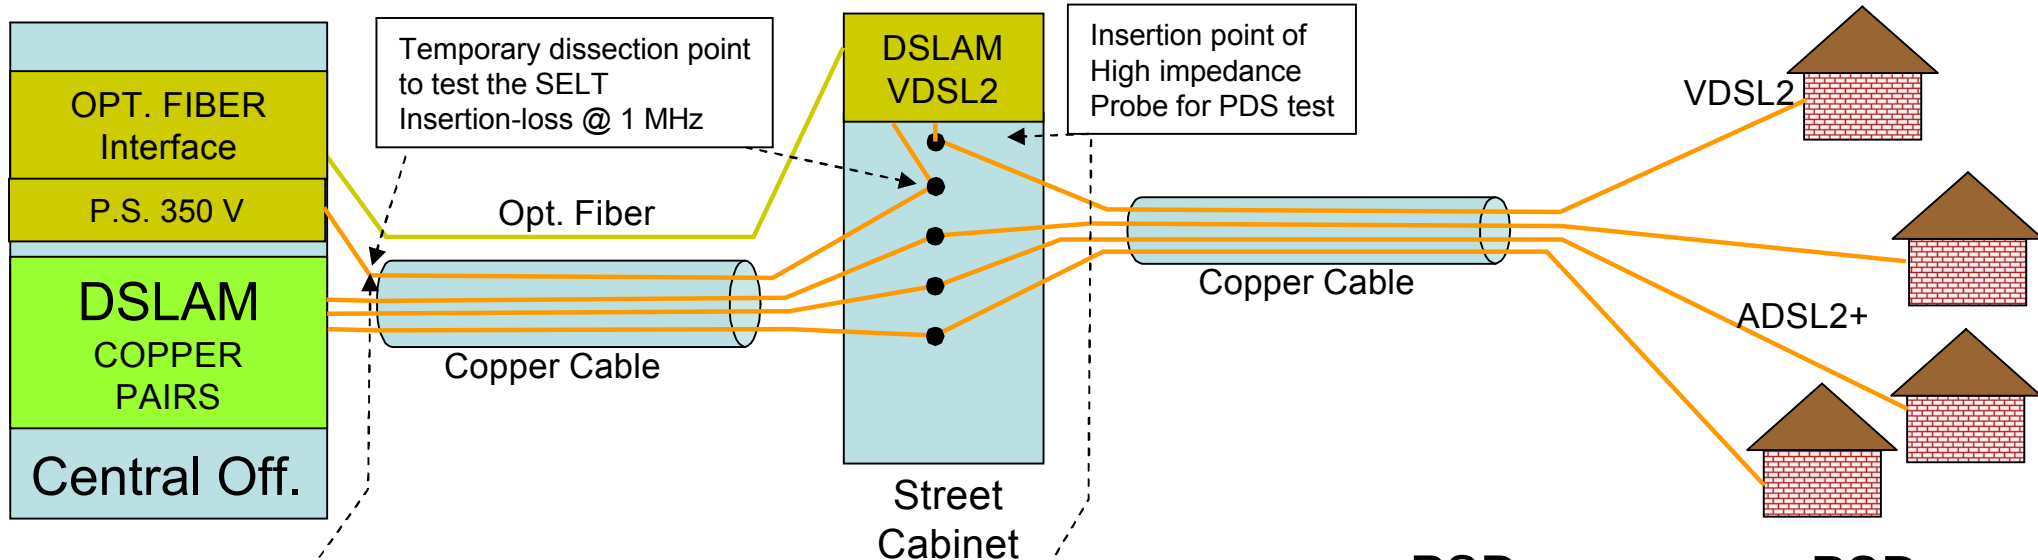 OPT. FIBER
Interface
P.S. 350 V
DSLAM
COPPER
PAIRS
Central Off.
Temporary dissection point
to test the SELT
Insertion-loss @ 1 MHz
Opt. Fiber
Copper Cable
DSLAM
VDSL2
Street
Cabinet
Insertion point of
High impedance
Probe for PDS test
Copper Cable
VDSL2
ADSL2+